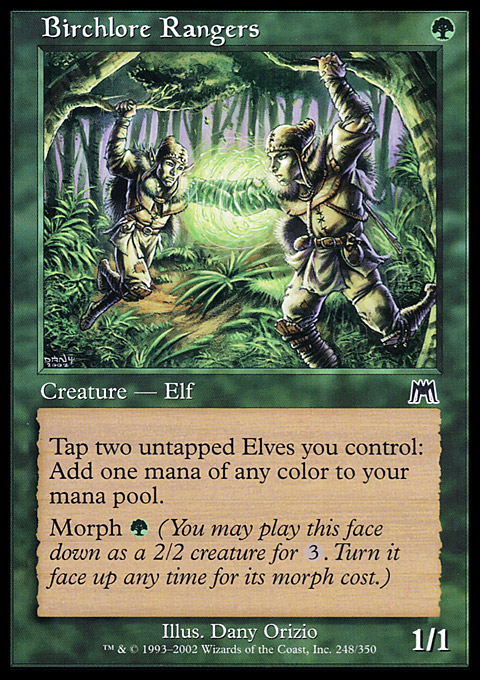 Birchlore Rangers
DANY
2002
Creature — Elf
Tap two untapped Elves you control:
Add one mana of any color to your
mana pool.
Morph (You may play this face
down as a 2/2 creature for 3. Turn it
face up any time for its morph cost.)
Illus. Dany Orizio
™ & © 1993–2002 Wizards of the Coast, Inc. 248/350
1/1